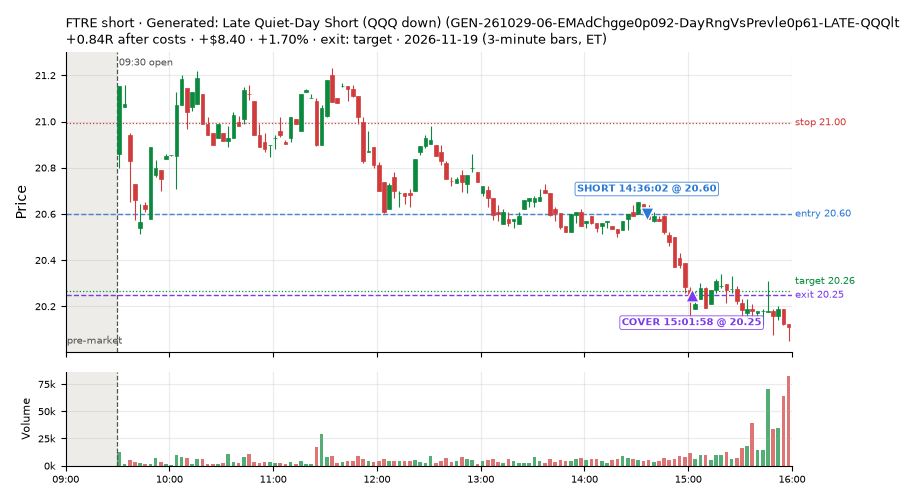 FTRE short · Generated: Late Quiet-Day Short (QQQ down) (GEN-261029-06-EMAdChgge0p092-DayRngVsPrevle0p61-LATE-QQQlt
+0.84R after costs · +$8.40 · +1.70% · exit: target · 2026-11-19 (3-minute bars, ET)
09:30 open
21.2
21.0
20.8
20.6
20.4
20.2
Price
stop 21.00
SHORT 14:36:02 @ 20.60
entry 20.60
target 20.26
exit 20.25
COVER 15:01:58 @ 20.25
pre-market
75k
50k
25k
0k
Volume
09:00
10:00
11:00
12:00
13:00
14:00
15:00
16:00